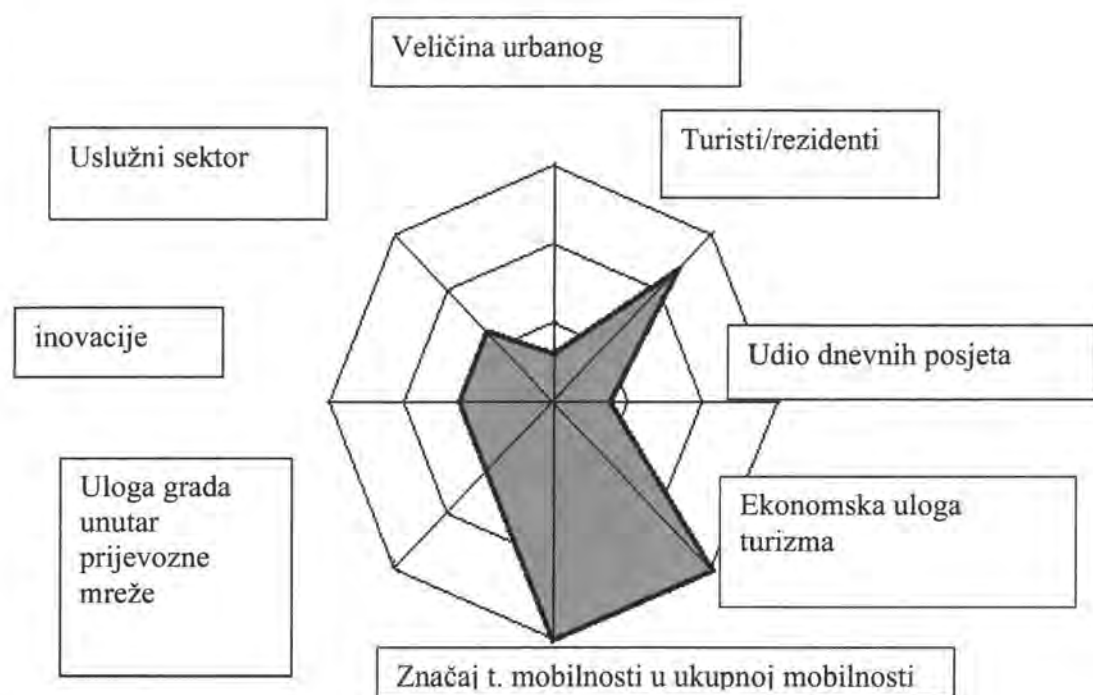 Veličina urbanog
Turisti/rezidenti
Uslužni sektor
inovacije
Udio dnevnih posjeta
Uloga grada
unutar
prijevozne
mreže
Ekonomska uloga
turizma
Značaj t. mobilnosti u ukupnoj mobilnosti